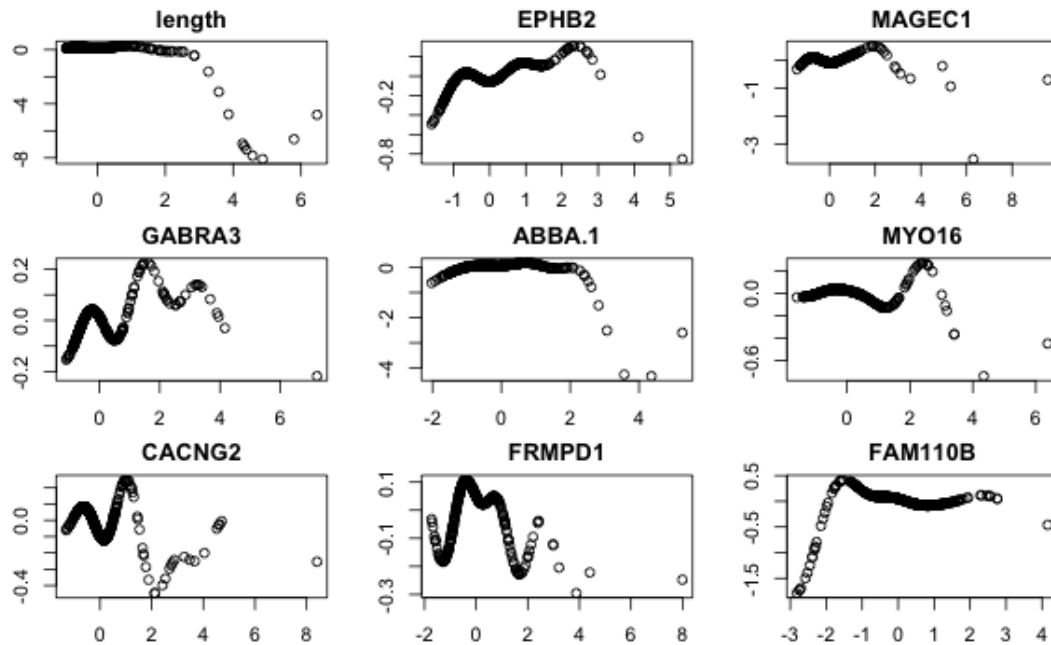 length EPHB2 MAGEC1
0 -4 -8
-0.2 -0.8
-1 -3
0 2 4 6
-1 0 1 2 3 4 5
0 2 4 6 8
GABRA3 ABBA.1 MYO16
0.2 0.0 -0.2
0 -2 -4
0.0 -0.6
0 2 4 6
-2 0 2 4
0 2 4 6
CACNG2 FRMPD1 FAM110B
0.0 -0.4
0.1 -0.1 -0.3
0.5 -0.5 -1.5
0 2 4 6 8
-2 0 2 4 6 8
-3 -2 -1 0 1 2 3 4